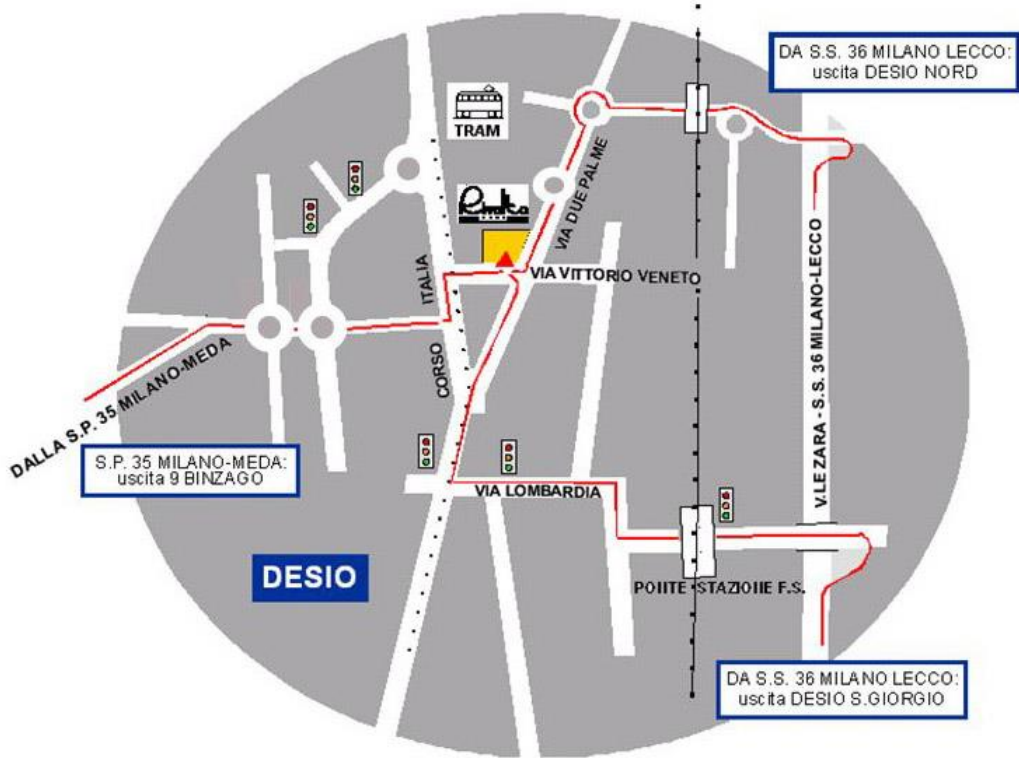 DA S.S. 36 MILANO LECCO:
uscita DESIO NORD
TRAM
VIA DUE PALME
VIA VITTORIO VENETO
ITALIA
CORSO
DALLA S.P. 35 MILANO-MEDA
V.LE ZARA - S.S. 36 MILANO-LECCO
S.P. 35 MILANO-MEDA:
uscita 9 BINZAGO
VIA LOMBARDIA
DESIO
PONTE STAZIONE F.S.
DA S.S. 36 MILANO LECCO:
uscita DESIO S.GIORGIO